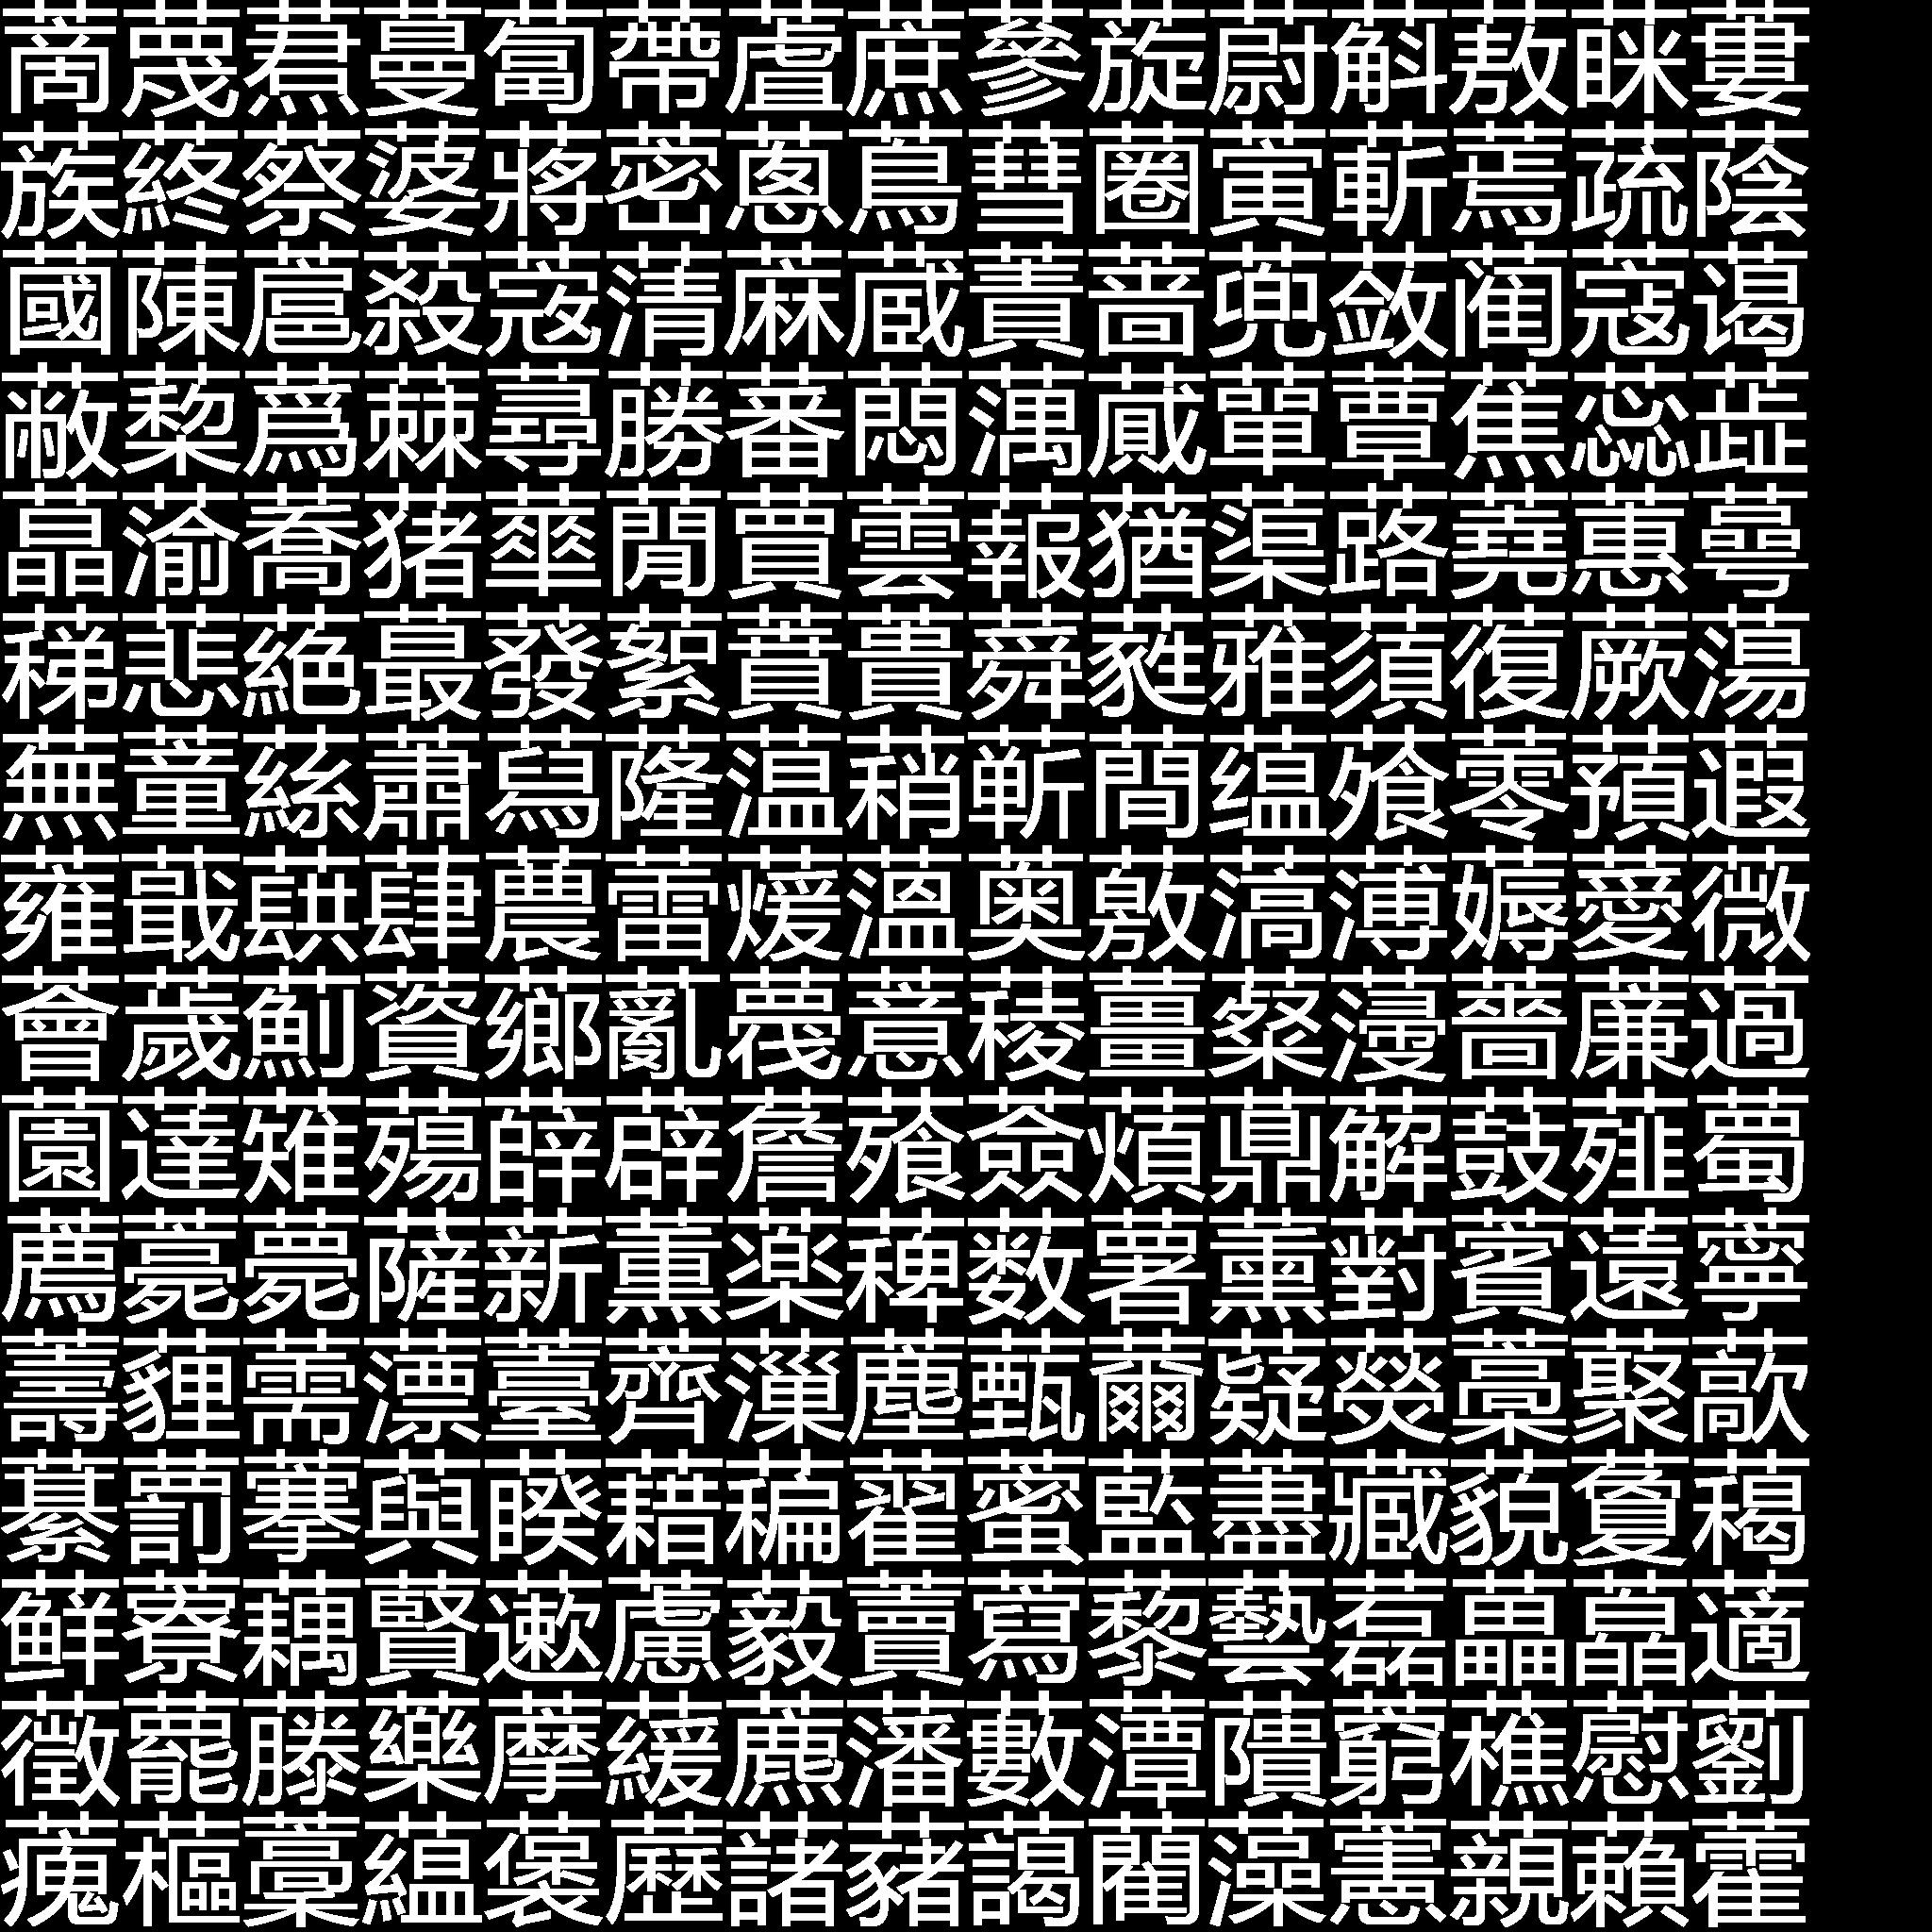 蔏蔑蔒蔓蔔蔕蔖蔗蔘蔙蔚蔛蔜蔝蔞
蔟蔠蔡蔢蔣蔤蔥蔦蔧蔨蔩蔪蔫蔬蔭
蔮蔯蔰蔱蔲蔳蔴蔵蔶蔷蔸蔹蔺蔻蔼
蔽蔾蔿蕀蕁蕂蕃蕄蕅蕆蕇蕈蕉蕊蕋
蕌蕍蕎蕏蕐蕑蕒蕓蕔蕕蕖蕗蕘蕙蕚
蕛蕜蕝蕞蕟蕠蕡蕢蕣蕤蕥蕦蕧蕨蕩
蕪蕫蕬蕭蕮蕯蕰蕱蕲蕳蕴蕵蕶蕷蕸
蕹蕺蕻蕼蕽蕾蕿薀薁薂薃薄薅薆薇
薈薉薊薋薌薍薎薏薐薑薒薓薔薕薖
薗薘薙薚薛薜薝薞薟薠薡薢薣薤薥
薦薧薨薩薪薫薬薭薮薯薰薱薲薳薴
薵薶薷薸薹薺薻薼薽薾薿藀藁藂藃
藄藅藆藇藈藉藊藋藌藍藎藏藐藑藒
藓藔藕藖藗藘藙藚藛藜藝藞藟藠藡
藢藣藤藥藦藧藨藩藪藫藬藭藮藯藰
藱藲藳藴藵藶藷藸藹藺藻藼藽藾藿